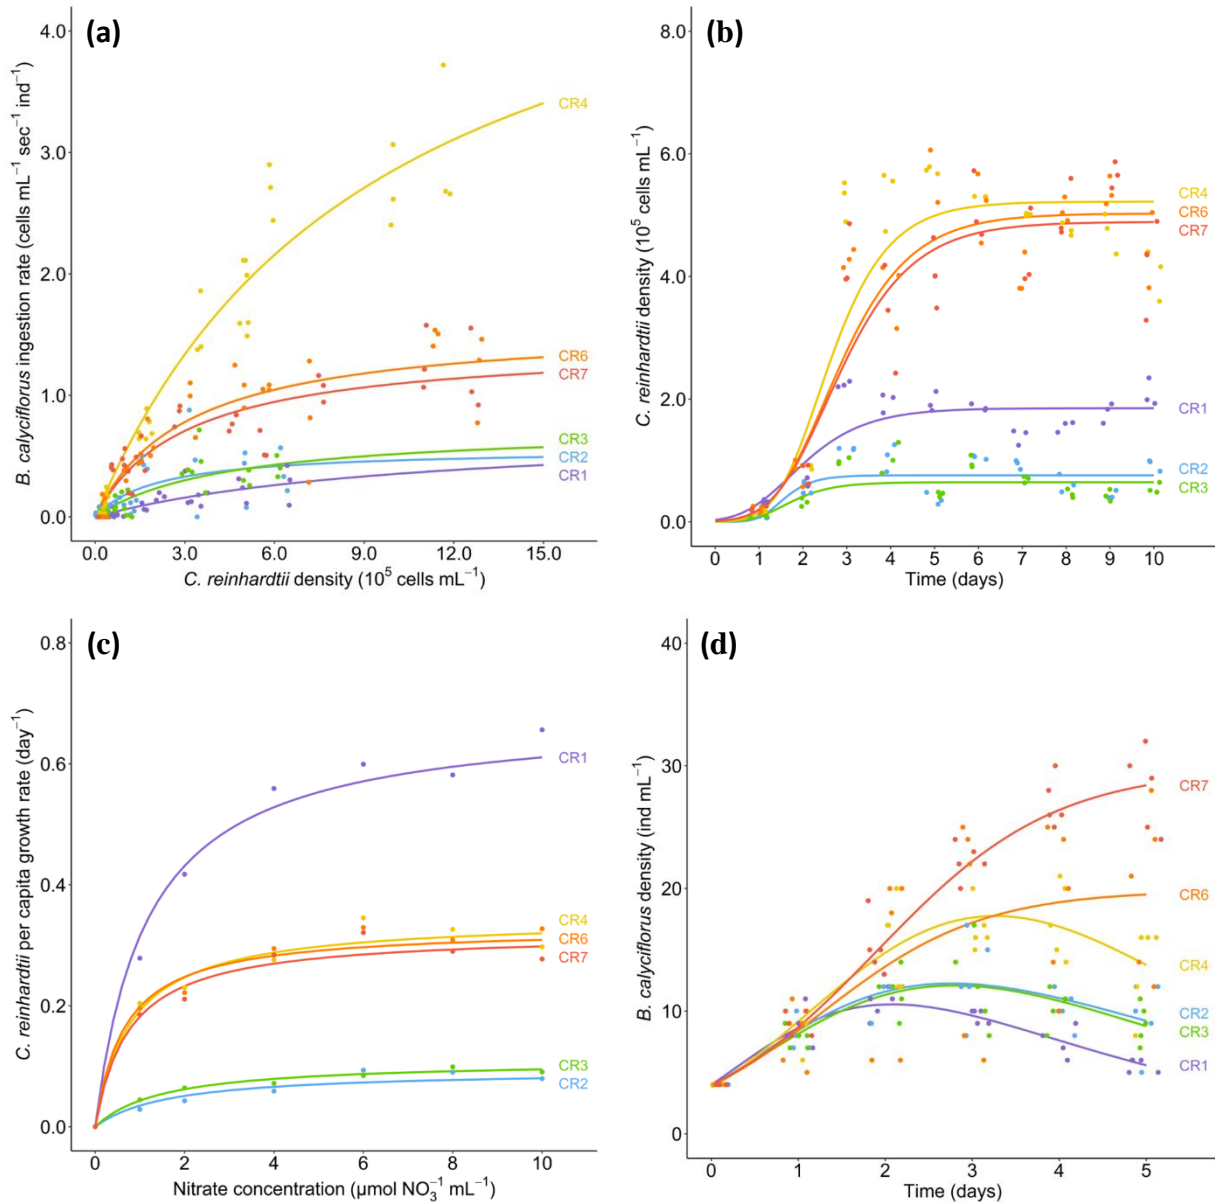 (a)
B. calyciflorus ingestion rate (cells mL⁻¹ sec⁻¹ ind⁻¹)
4.0
3.0
2.0
1.0
0.0
CR4
CR6
CR7
CR3
CR2
CR1
0.0 3.0 6.0 9.0 12.0 15.0
C. reinhardtii density (10⁵ cells mL⁻¹)
(b)
C. reinhardtii density (10⁵ cells mL⁻¹)
8.0
6.0
4.0
2.0
0.0
CR4
CR6
CR7
CR1
CR2
CR3
0 1 2 3 4 5 6 7 8 9 10
Time (days)
(c)
C. reinhardtii per capita growth rate (day⁻¹)
0.8
0.6
0.4
0.2
0.0
CR1
CR4
CR6
CR7
CR3
CR2
0 2 4 6 8 10
Nitrate concentration (µmol NO₃⁻¹ mL⁻¹)
(d)
B. calyciflorus density (ind mL⁻¹)
40
30
20
10
0
CR7
CR6
CR4
CR2
CR3
CR1
0 1 2 3 4 5
Time (days)